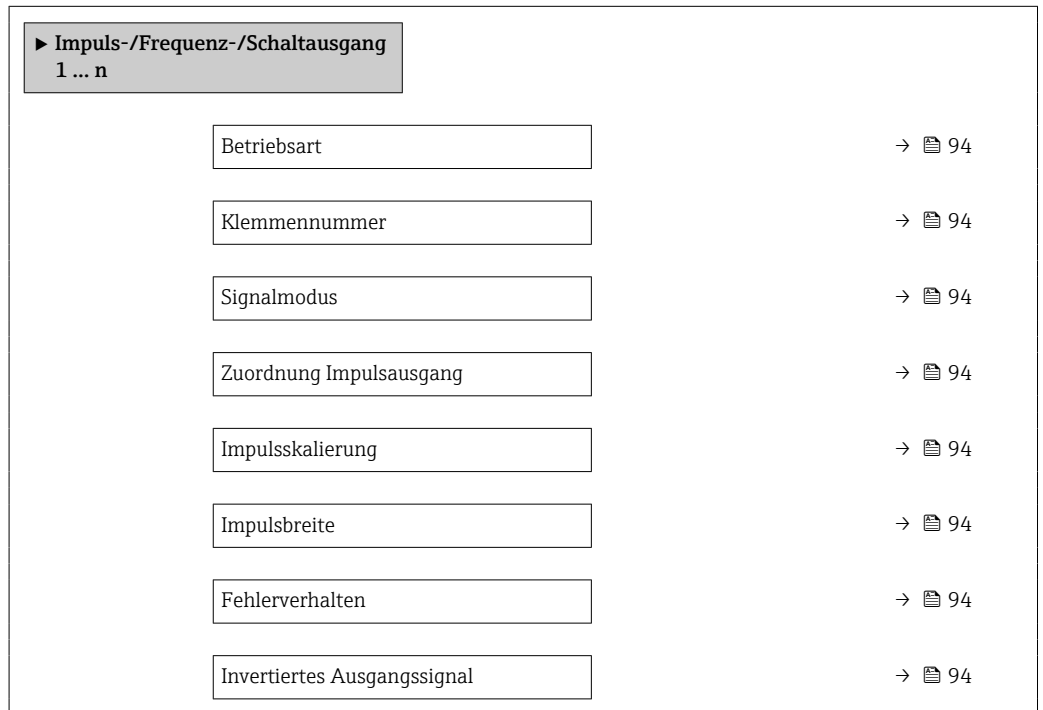 ► Impuls-/Frequenz-/Schaltausgang
1 ... n
Betriebsart → 94
Klemmennummer → 94
Signalmodus → 94
Zuordnung Impulsausgang → 94
Impulsskalierung → 94
Impulsbreite → 94
Fehlerverhalten → 94
Invertiertes Ausgangssignal → 94